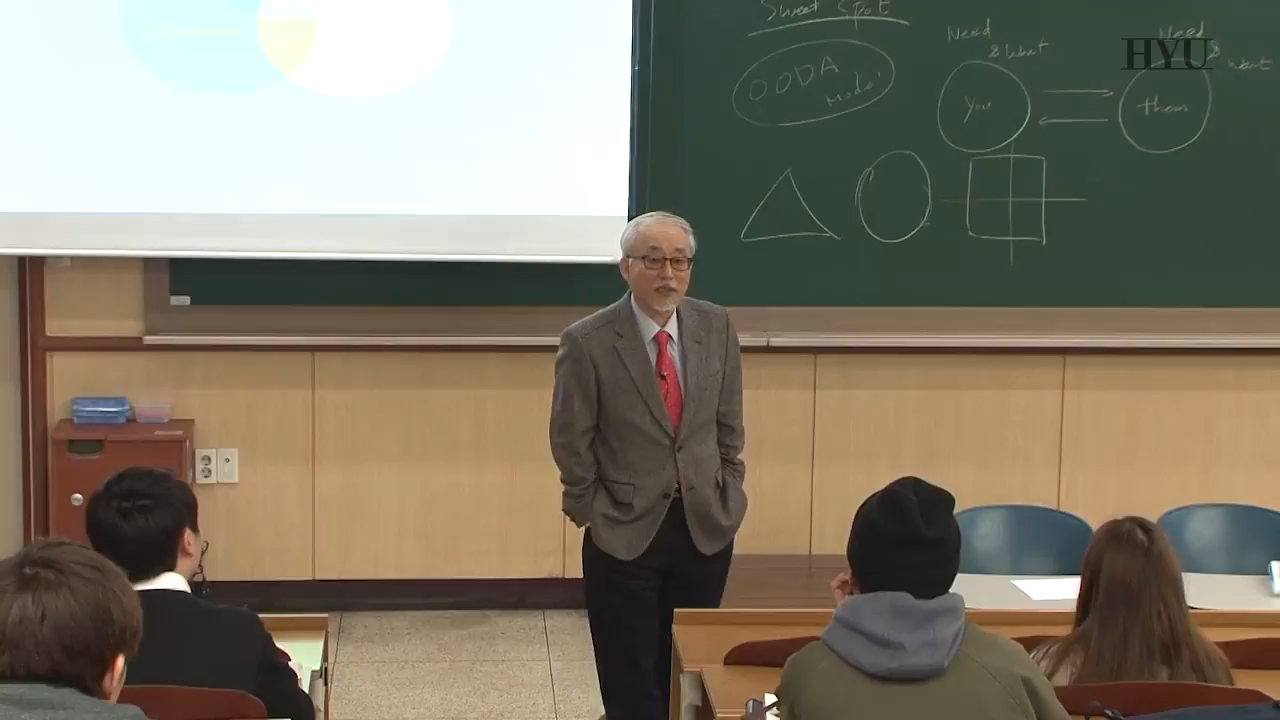 Sweet Spot
OODA
Model
Need
& Want
You
Need
& Want
them
HYU